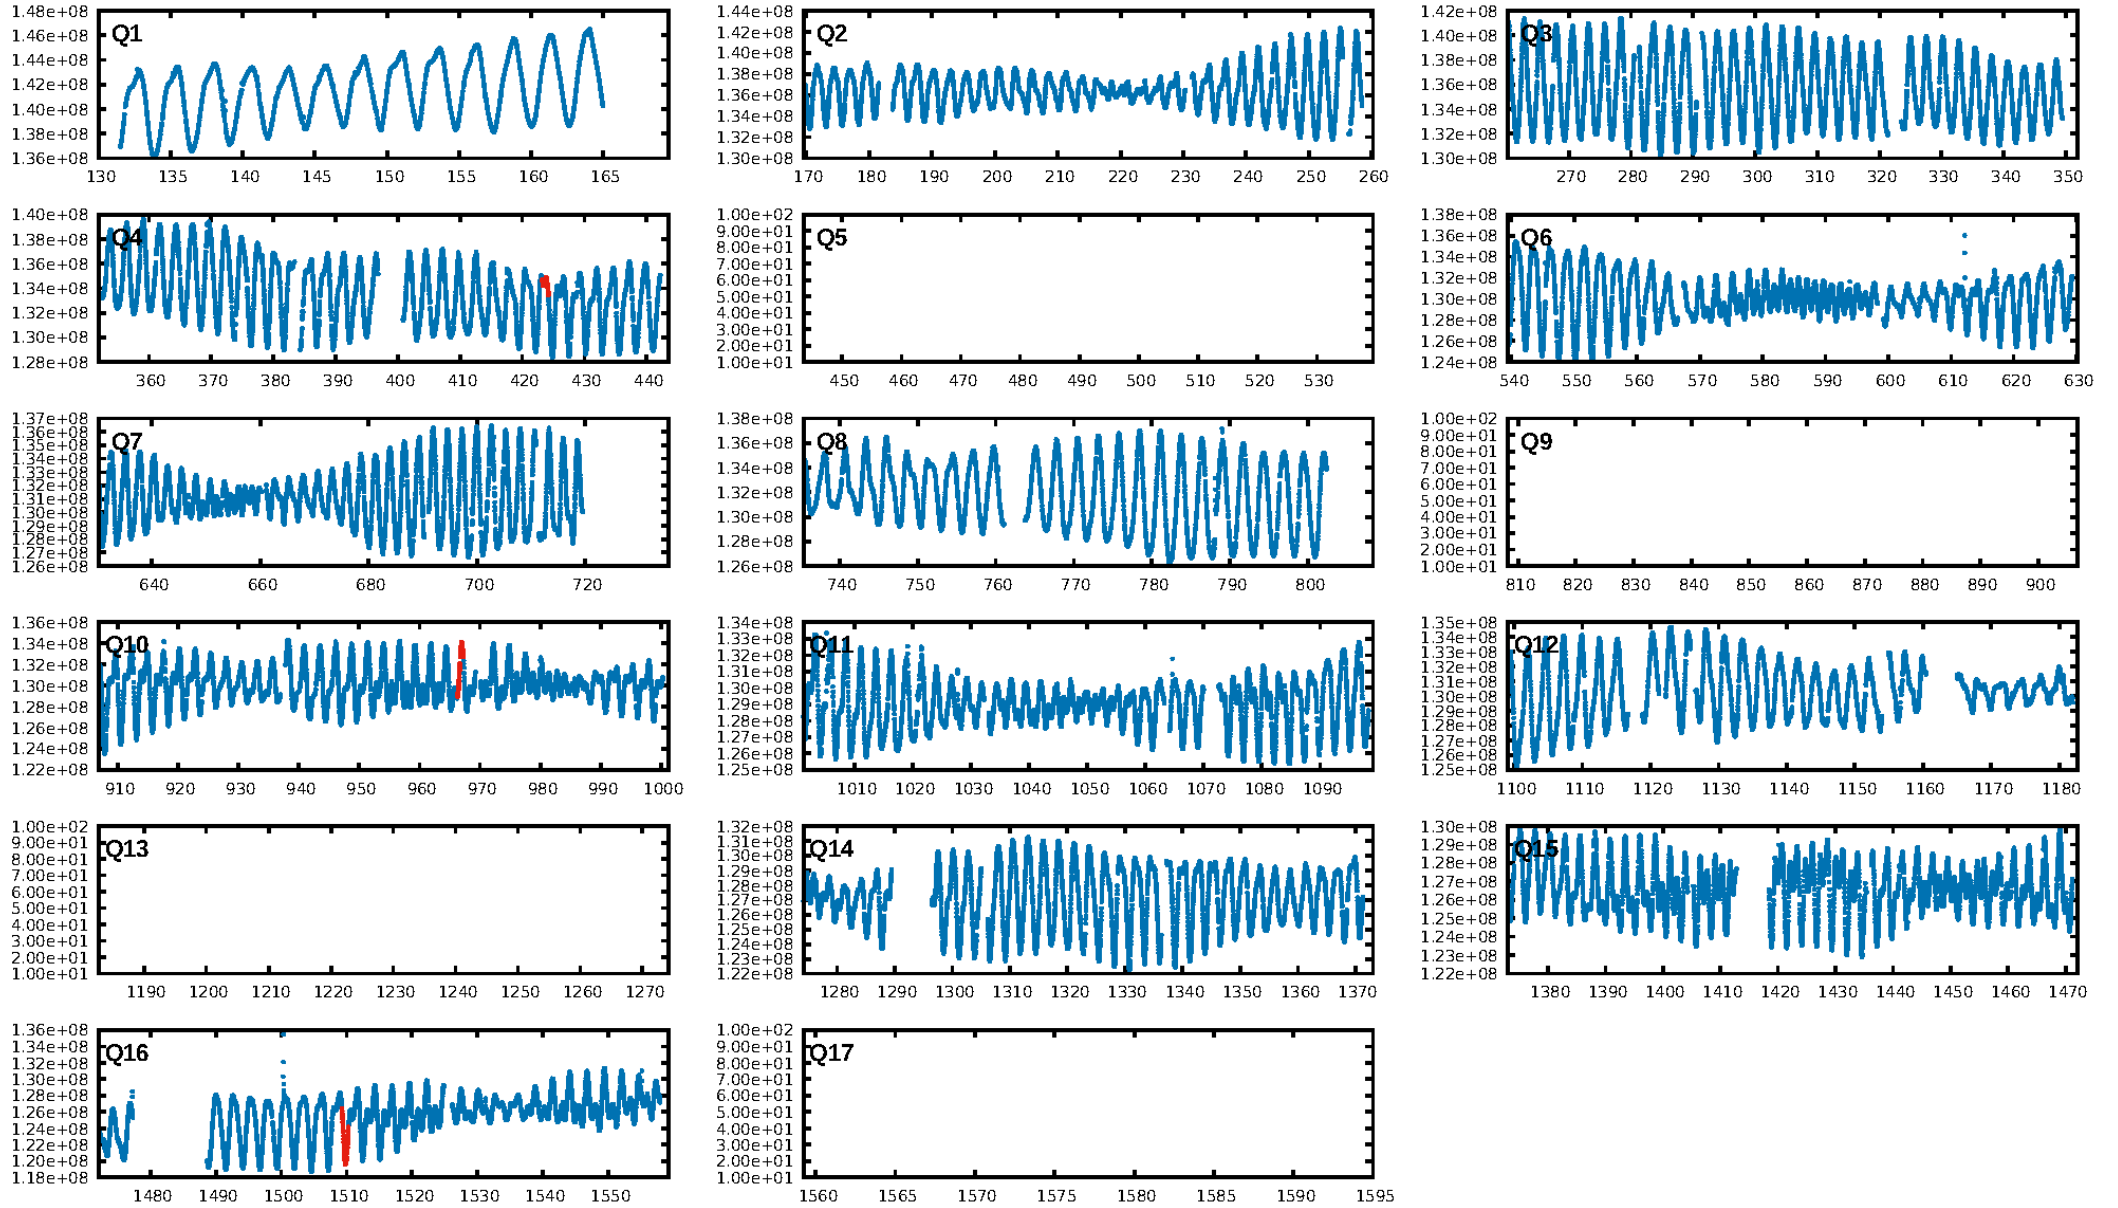 1.48e+08
1.46e+08
1.44e+08
1.42e+08
1.40e+08
1.38e+08
1.36e+08
Q1
130 135 140 145 150 155 160 165
1.44e+08
1.42e+08
1.40e+08
1.38e+08
1.36e+08
1.34e+08
1.32e+08
1.30e+08
Q2
170 180 190 200 210 220 230 240 250 260
1.42e+08
1.40e+08
1.38e+08
1.36e+08
1.34e+08
1.32e+08
1.30e+08
Q3
270 280 290 300 310 320 330 340 350
1.40e+08
1.38e+08
1.36e+08
1.34e+08
1.32e+08
1.30e+08
1.28e+08
Q4
360 370 380 390 400 410 420 430 440
1.00e+02
9.00e+01
8.00e+01
7.00e+01
6.00e+01
5.00e+01
4.00e+01
3.00e+01
2.00e+01
1.00e+01
Q5
450 460 470 480 490 500 510 520 530
1.38e+08
1.36e+08
1.34e+08
1.32e+08
1.30e+08
1.28e+08
1.26e+08
1.24e+08
Q6
540 550 560 570 580 590 600 610 620 630
1.37e+08
1.36e+08
1.35e+08
1.34e+08
1.33e+08
1.32e+08
1.31e+08
1.30e+08
1.29e+08
1.28e+08
1.27e+08
1.26e+08
Q7
640 660 680 700 720
1.38e+08
1.36e+08
1.34e+08
1.32e+08
1.30e+08
1.28e+08
1.26e+08
Q8
740 750 760 770 780 790 800
1.00e+02
9.00e+01
8.00e+01
7.00e+01
6.00e+01
5.00e+01
4.00e+01
3.00e+01
2.00e+01
1.00e+01
Q9
810 820 830 840 850 860 870 880 890 900
1.36e+08
1.34e+08
1.32e+08
1.30e+08
1.28e+08
1.26e+08
1.24e+08
1.22e+08
Q10
910 920 930 940 950 960 970 980 990 1000
1.34e+08
1.33e+08
1.32e+08
1.31e+08
1.30e+08
1.29e+08
1.28e+08
1.27e+08
1.26e+08
1.25e+08
Q11
1010 1020 1030 1040 1050 1060 1070 1080 1090
1.35e+08
1.34e+08
1.33e+08
1.32e+08
1.31e+08
1.30e+08
1.29e+08
1.28e+08
1.27e+08
1.26e+08
1.25e+08
Q12
1100 1110 1120 1130 1140 1150 1160 1170 1180
1.00e+02
9.00e+01
8.00e+01
7.00e+01
6.00e+01
5.00e+01
4.00e+01
3.00e+01
2.00e+01
1.00e+01
Q13
1190 1200 1210 1220 1230 1240 1250 1260 1270
1.32e+08
1.31e+08
1.30e+08
1.29e+08
1.28e+08
1.27e+08
1.26e+08
1.25e+08
1.24e+08
1.23e+08
1.22e+08
Q14
1280 1290 1300 1310 1320 1330 1340 1350 1360 1370
1.30e+08
1.29e+08
1.28e+08
1.27e+08
1.26e+08
1.25e+08
1.24e+08
1.23e+08
1.22e+08
Q15
1380 1390 1400 1410 1420 1430 1440 1450 1460 1470
1.36e+08
1.34e+08
1.32e+08
1.30e+08
1.28e+08
1.26e+08
1.24e+08
1.22e+08
1.20e+08
1.18e+08
Q16
1480 1490 1500 1510 1520 1530 1540 1550
1.00e+02
9.00e+01
8.00e+01
7.00e+01
6.00e+01
5.00e+01
4.00e+01
3.00e+01
2.00e+01
1.00e+01
Q17
1560 1565 1570 1575 1580 1585 1590 1595